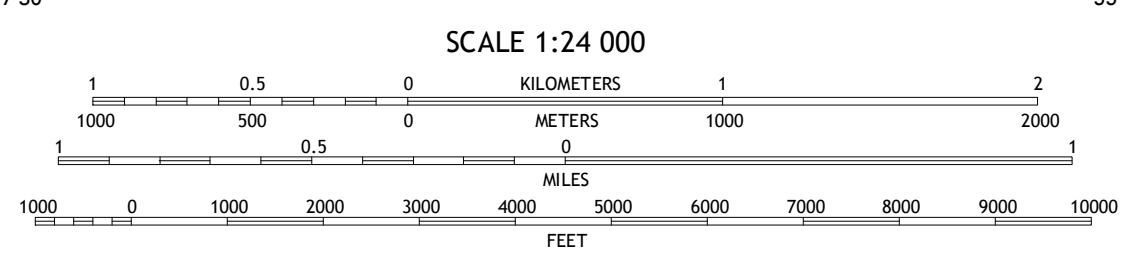 SCALE 1:24 000
1 0.5 0 KILOMETERS 1 2
1000 500 0 METERS 1000 2000
1 0.5 0 1
MILES
1000 0 1000 2000 3000 4000 5000 6000 7000 8000 9000 10000
FEET